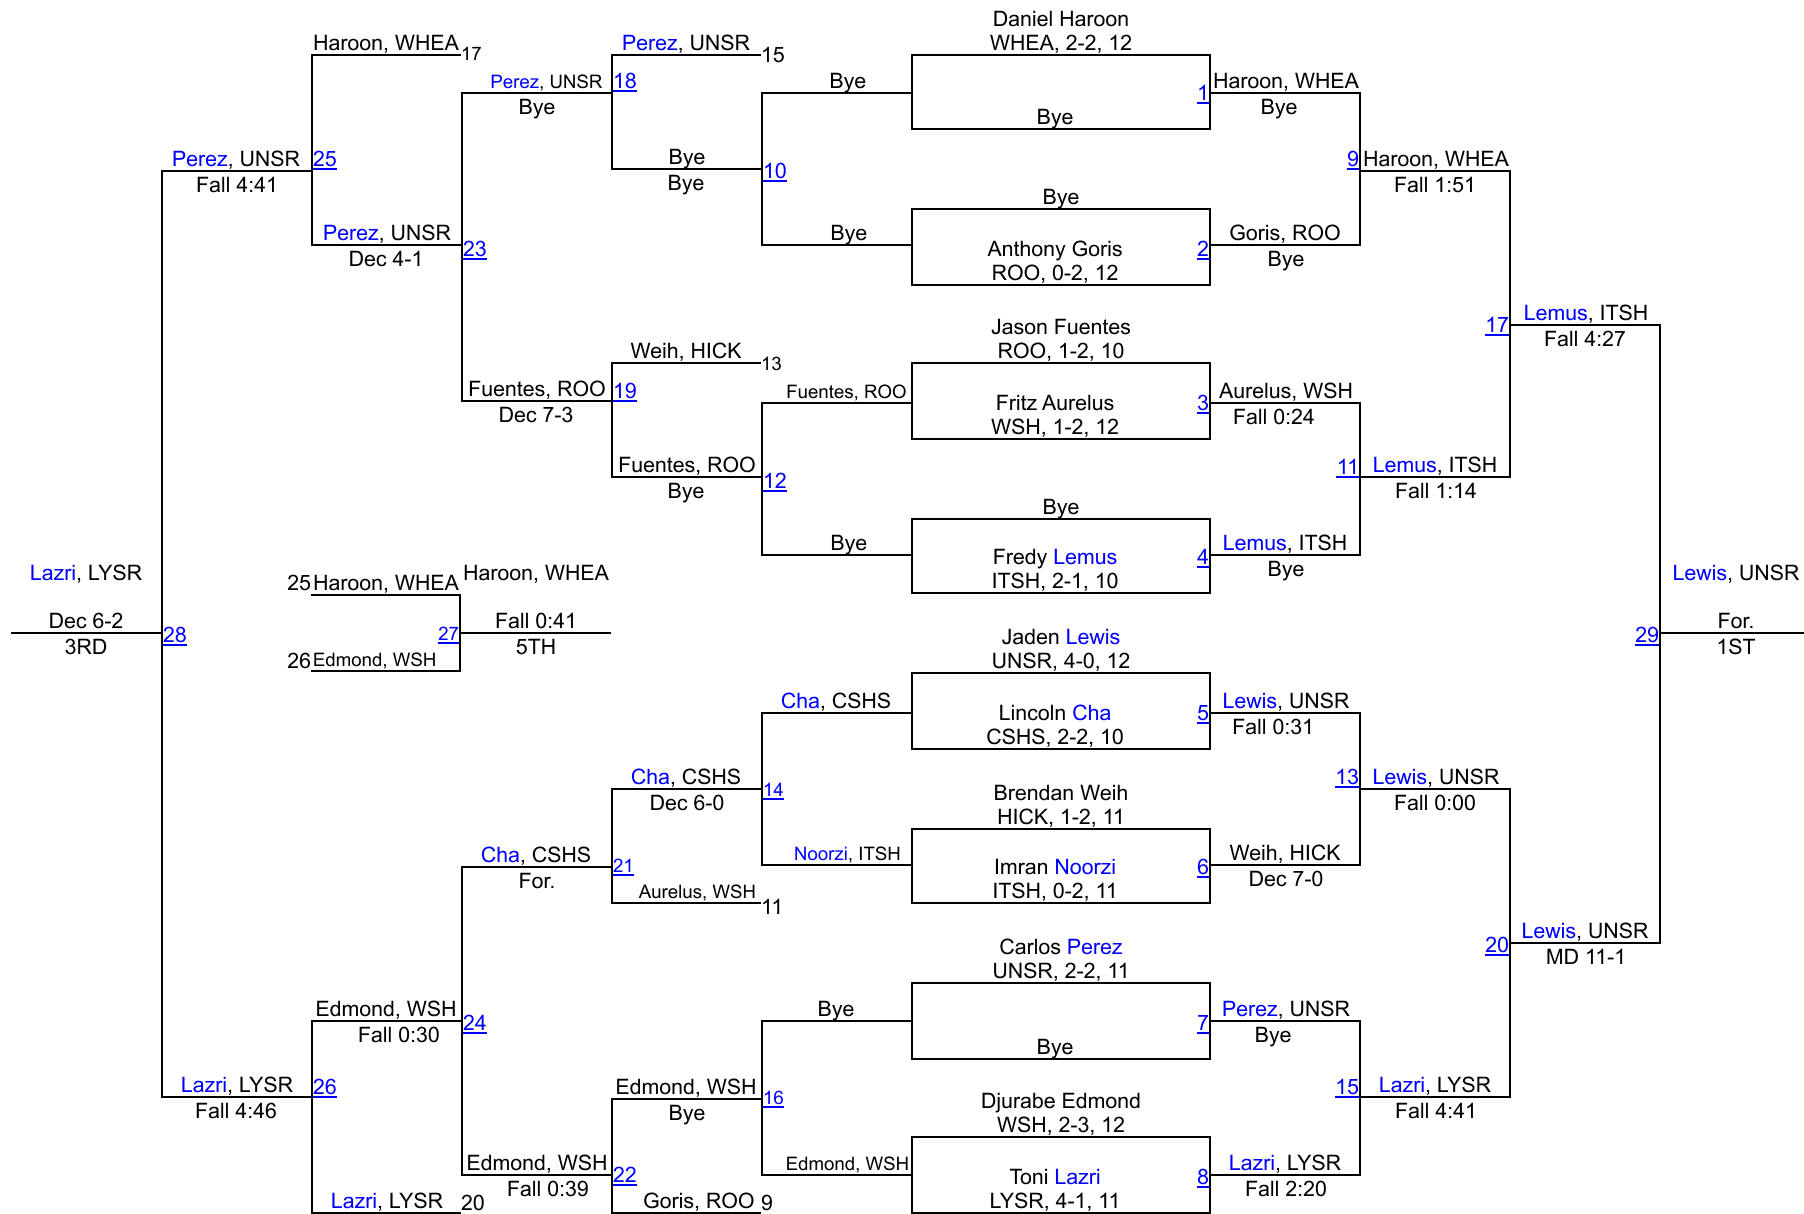 Daniel Haroon
WHEA, 2-2, 12
Haroon, WHEA 17
Perez, UNSR 15
Perez, UNSR 18
Bye
Bye
1 Haroon, WHEA
Bye
Bye
Perez, UNSR 25
Fall 4:41
Bye
Bye
10
9 Haroon, WHEA
Fall 1:51
Bye
Perez, UNSR 23
Dec 4-1
Bye
Anthony Goris
ROO, 0-2, 12
2 Goris, ROO
Bye
Jason Fuentes
ROO, 1-2, 10
17 Lemus, ITSH
Fall 4:27
Weih, HICK 13
Fuentes, ROO 19
Dec 7-3
Fuentes, ROO
Fritz Aurelus
WSH, 1-2, 12
3 Aurelus, WSH
Fall 0:24
Fuentes, ROO
Bye
12
11 Lemus, ITSH
Fall 1:14
Bye
Bye
Fredy Lemus
ITSH, 2-1, 10
4 Lemus, ITSH
Bye
Lazri, LYSR
Dec 6-2
3RD
28
25 Haroon, WHEA
Haroon, WHEA
27 Fall 0:41
5TH
26 Edmond, WSH
Lewis, UNSR
29 For.
1ST
Jaden Lewis
UNSR, 4-0, 12
Cha, CSHS
Lincoln Cha
CSHS, 2-2, 10
5 Lewis, UNSR
Fall 0:31
Cha, CSHS
Dec 6-0
14
Brendan Weih
HICK, 1-2, 11
13 Lewis, UNSR
Fall 0:00
Cha, CSHS
For.
21
Noorzi, ITSH
Imran Noorzi
ITSH, 0-2, 11
6 Weih, HICK
Dec 7-0
Aurelus, WSH 11
Carlos Perez
UNSR, 2-2, 11
20 Lewis, UNSR
MD 11-1
Edmond, WSH 24
Fall 0:30
Bye
Bye
7 Perez, UNSR
Bye
Lazri, LYSR 26
Fall 4:46
Edmond, WSH
Bye
16
Djurabe Edmond
WSH, 2-3, 12
15 Lazri, LYSR
Fall 4:41
Edmond, WSH 22
Fall 0:39
Edmond, WSH
Toni Lazri
LYSR, 4-1, 11
8 Lazri, LYSR
Fall 2:20
Lazri, LYSR 20
Goris, ROO 9